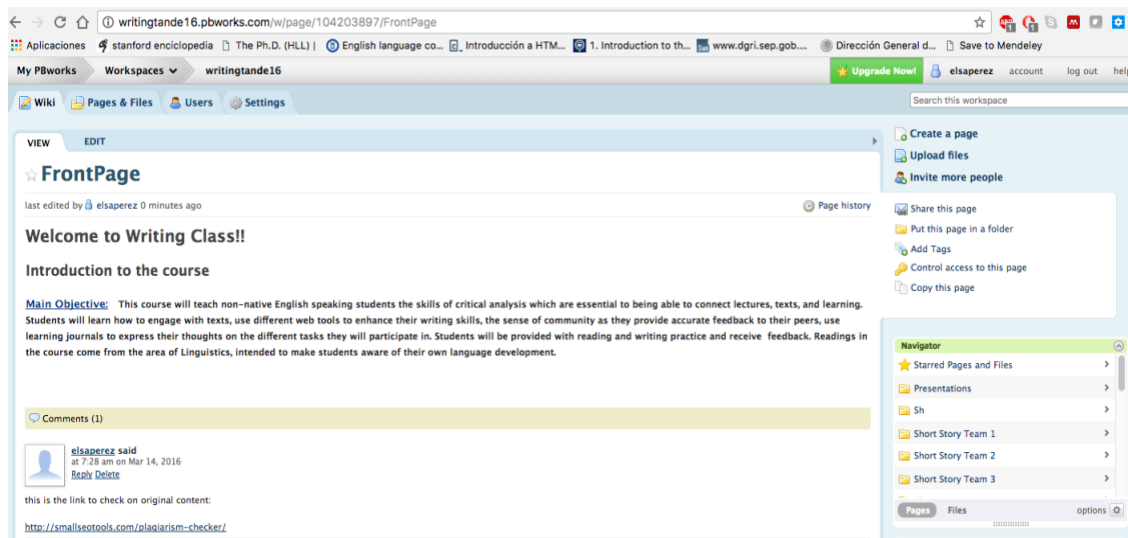 writingtande16.pbworks.com/w/page/104203897/FrontPage
Aplicaciones stanford enciclopedia The Ph.D. (HLL) | English language co... Introducción a HTM... 1. Introduction to th... www.dgri.sep.gob.... Dirección General d... Save to Mendeley
My PBworks Workspaces writingtande16 Upgrade Now! elsaperez account log out help
Wiki Pages & Files Users Settings Search this workspace
VIEW EDIT
Create a page
Upload files
Invite more people
FrontPage
last edited by elsaperez 0 minutes ago Page history
Share this page
Put this page in a folder
Add Tags
Control access to this page
Copy this page
Welcome to Writing Class!!
Introduction to the course
Main Objective: This course will teach non-native English speaking students the skills of critical analysis which are essential to being able to connect lectures, texts, and learning.
Students will learn how to engage with texts, use different web tools to enhance their writing skills, the sense of community as they provide accurate feedback to their peers, use
learning journals to express their thoughts on the different tasks they will participate in. Students will be provided with reading and writing practice and receive feedback. Readings in
the course come from the area of Linguistics, intended to make students aware of their own language development.
Comments (1)
elsaperez said
at 7:28 am on Mar 14, 2016
Reply Delete
this is the link to check on original content:
http://smallseotools.com/plagiarism-checker/
Navigator
Starred Pages and Files
Presentations
Sh
Short Story Team 1
Short Story Team 2
Short Story Team 3
Pages Files options